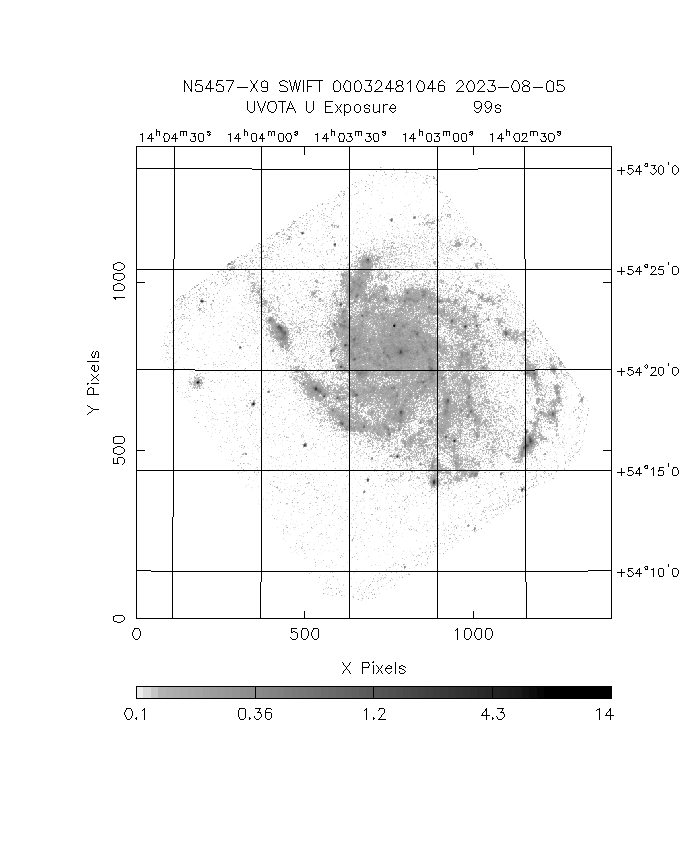 N5457-X9 SWIFT 00032481046 2023-08-05
UVOTA U Exposure 99s
14ʰ04ᵐ30ˢ 14ʰ04ᵐ00ˢ 14ʰ03ᵐ30ˢ 14ʰ03ᵐ00ˢ 14ʰ02ᵐ30ˢ
+54°30'0
+54°25'0
1000
+54°20'0
Y Pixels
500
+54°15'0
+54°10'0
0
0 500 1000
X Pixels
0.1 0.36 1.2 4.3 14